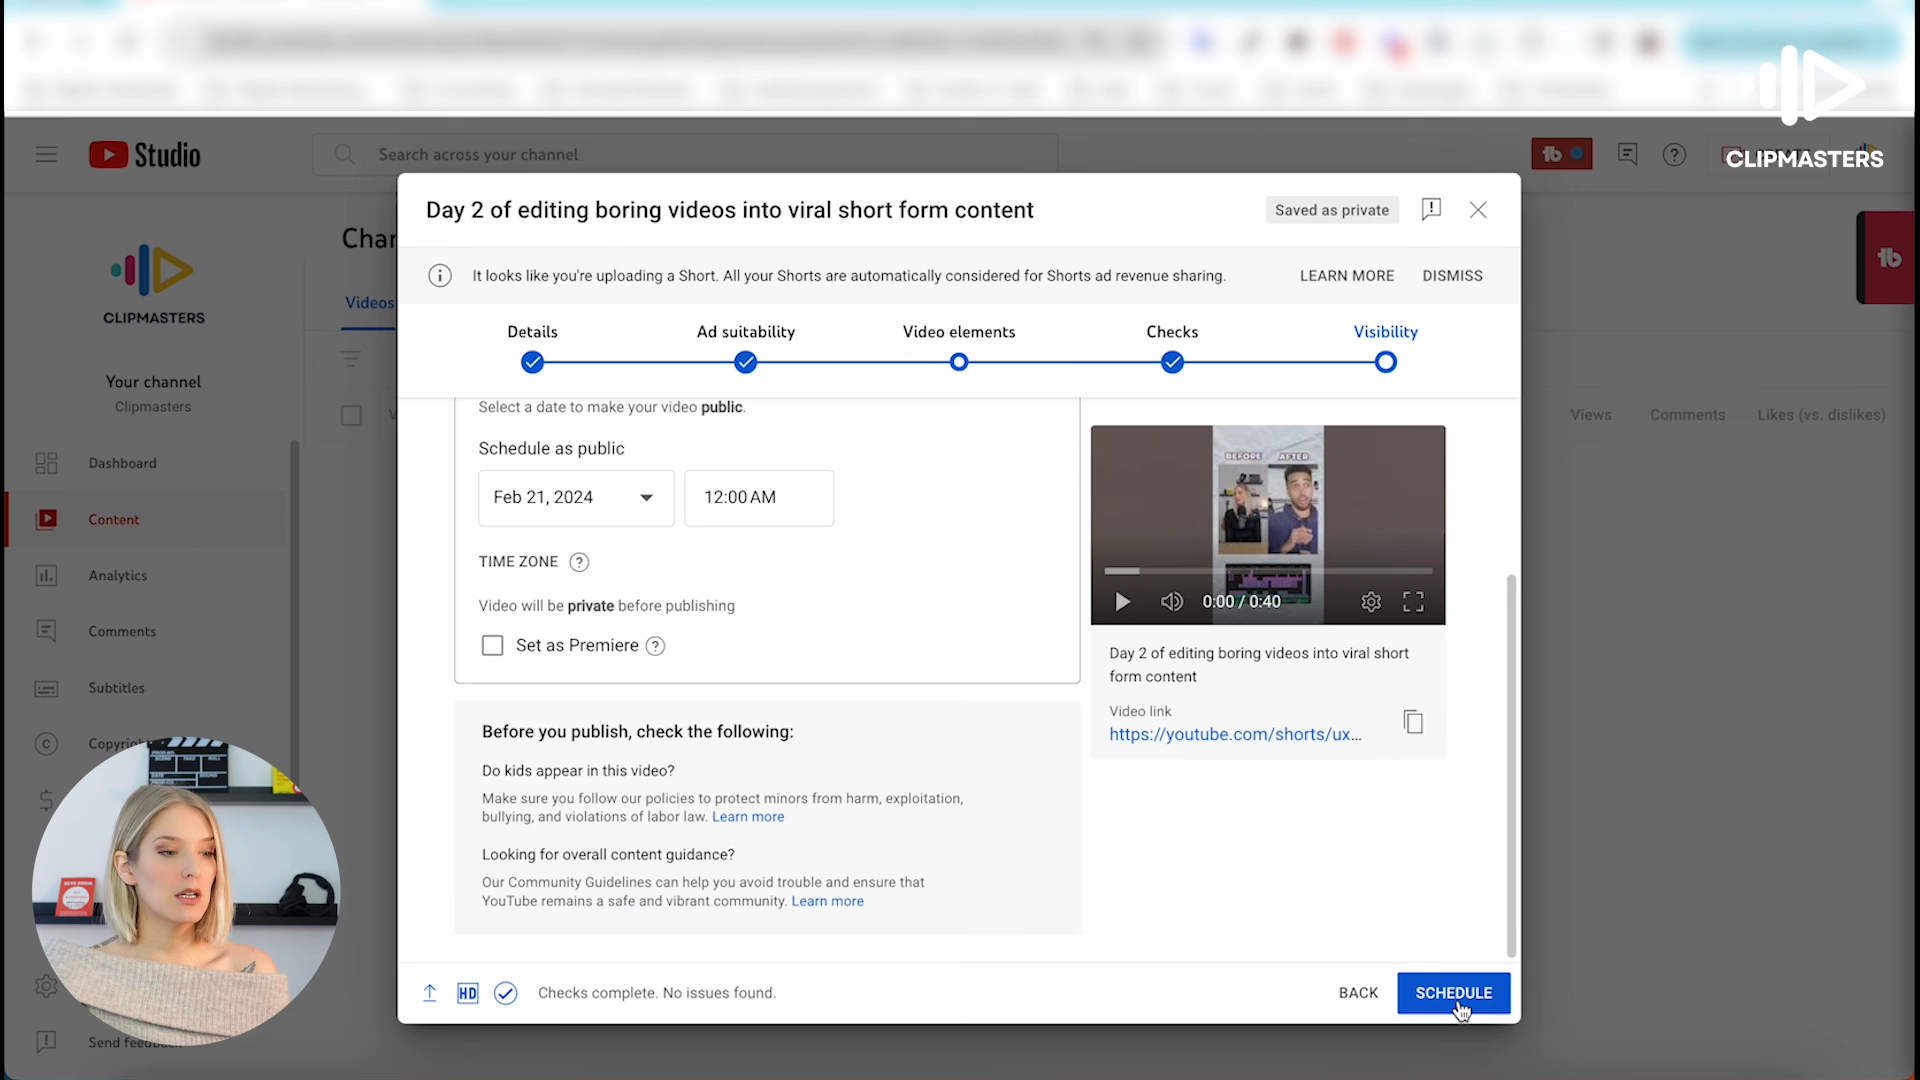 CLIPMASTERS
Studio
Search across your channel
Day 2 of editing boring videos into viral short form content
Saved as private
It looks like you're uploading a Short. All your Shorts are automatically considered for Shorts ad revenue sharing.
LEARN MORE
DISMISS
Details
Ad suitability
Video elements
Checks
Visibility
CLIPMASTERS
Your channel
Clipmasters
Videos
Dashboard
Content
Analytics
Comments
Subtitles
Views
Comments
Likes (vs. dislikes)
Select a date to make your video public.
Schedule as public
Feb 21, 2024
12:00 AM
TIME ZONE
Video will be private before publishing
Set as Premiere
Before you publish, check the following:
Do kids appear in this video?
Make sure you follow our policies to protect minors from harm, exploitation,
bullying, and violations of labor law. Learn more
Looking for overall content guidance?
Our Community Guidelines can help you avoid trouble and ensure that
YouTube remains a safe and vibrant community. Learn more
BEFORE AFTER
0:00 / 0:40
Day 2 of editing boring videos into viral short
form content
Video link
https://youtube.com/shorts/ux...
HD
Checks complete. No issues found.
BACK
SCHEDULE